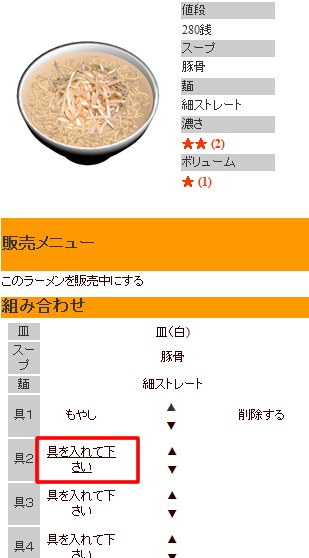 値段
280銭
スープ
豚骨
麺
細ストレート
濃さ
★★ (2)
ボリューム
★ (1)
販売メニュー
このラーメンを販売中にする
組み合わせ
皿
皿(白)
スー
プ
豚骨
麺
細ストレート
具1
もやし
▲
▼
削除する
具2
具を入れて下
さい
▲
▼
具3
具を入れて下
さい
▲
▼
具4
具を入れて下
さい
▲
▼